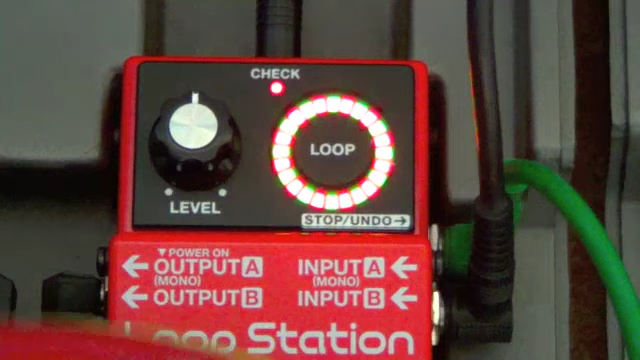 CHECK
LOOP
LEVEL
STOP/UNDO→
▼POWER ON
←OUTPUT A
(MONO)
←OUTPUT B
INPUT A←
(MONO)
INPUT B←
Loop Station